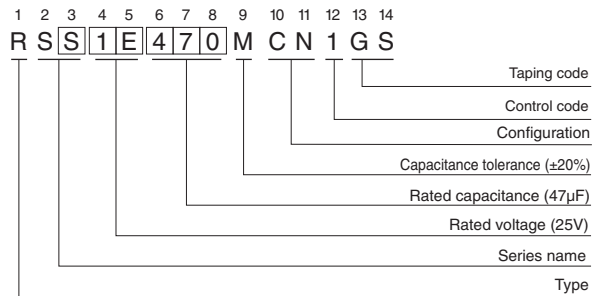 1 2 3 4 5 6 7 8 9 10 11 12 13 14
R S S 1 E 4 7 0 M C N 1 G S
Taping code
Control code
Configuration
Capacitance tolerance (±20%)
Rated capacitance (47µF)
Rated voltage (25V)
Series name
Type